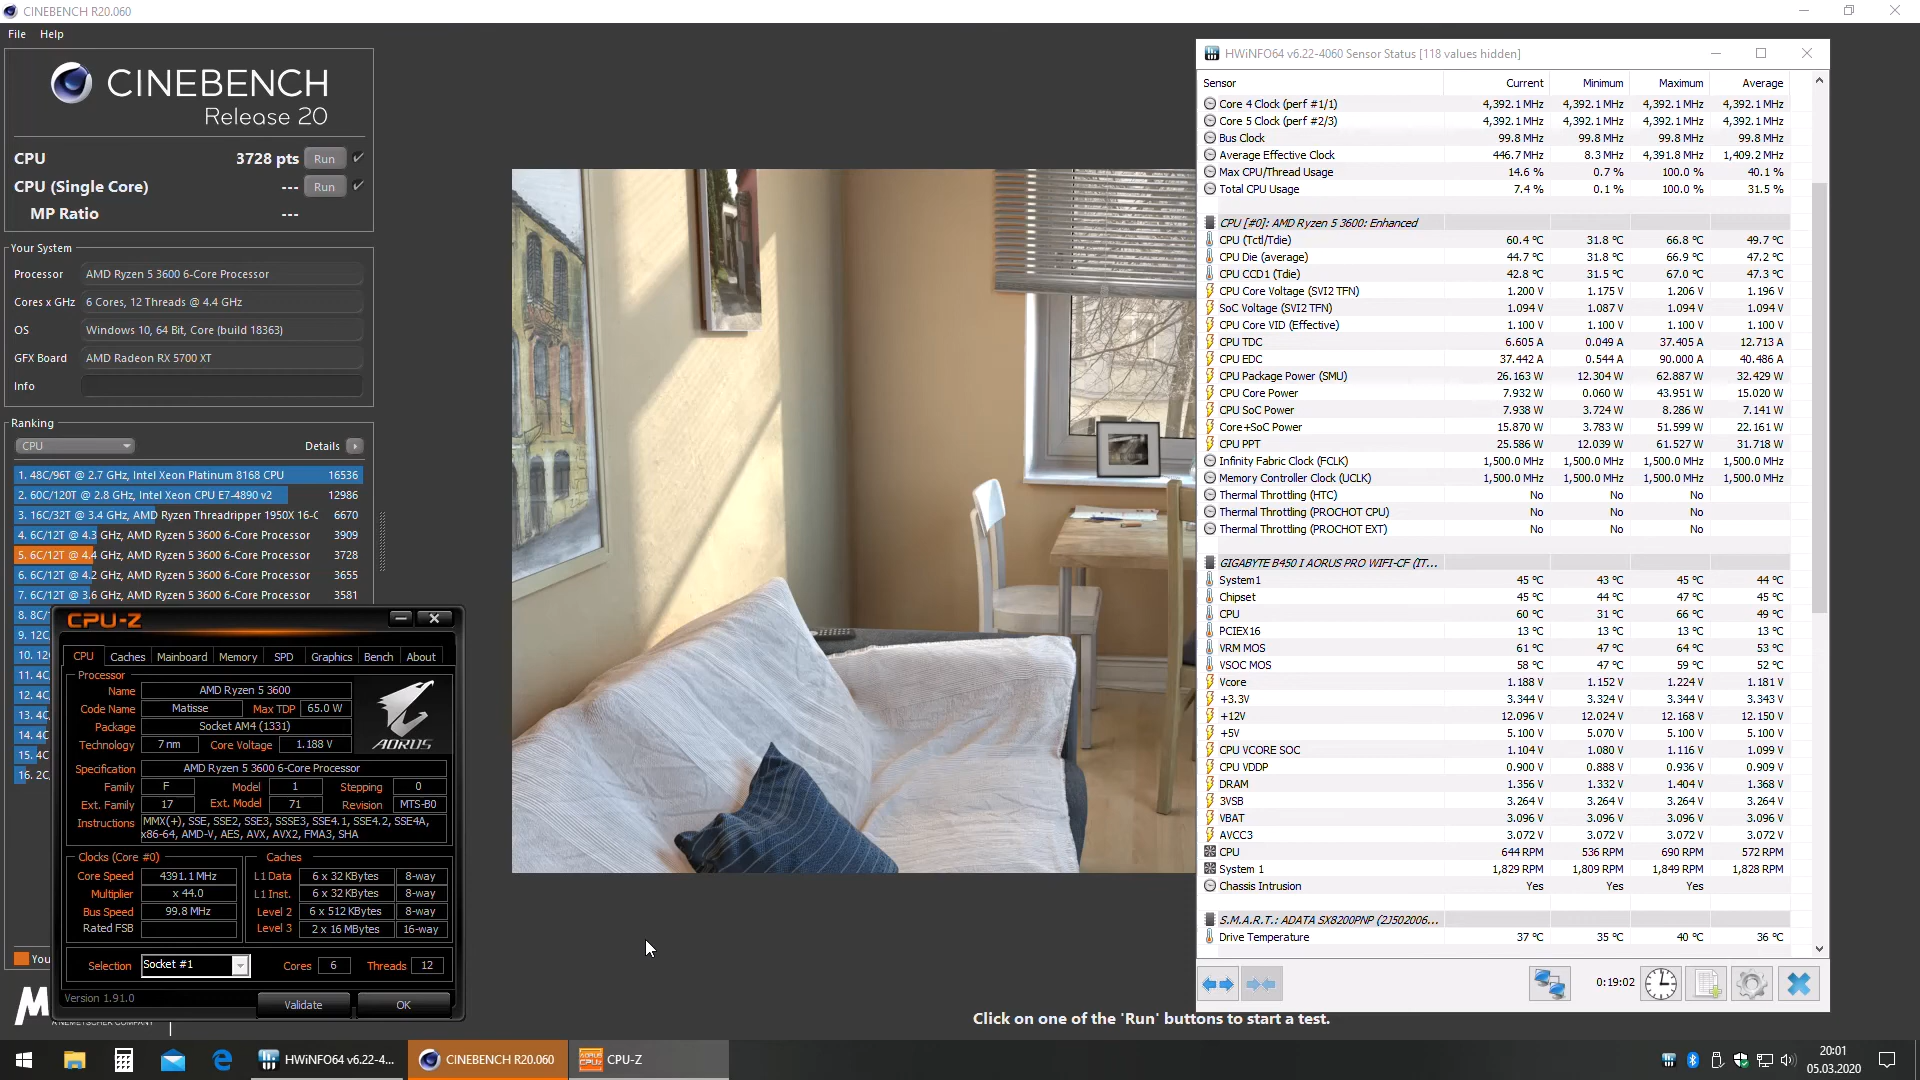 CINEBENCH R20.060
File Help
CINEBENCH
Release 20
CPU 3728 pts Run
CPU (Single Core) --- Run
MP Ratio ---
Your System
Processor AMD Ryzen 5 3600 6-Core Processor
Cores x GHz 6 Cores, 12 Threads @ 4.4 GHz
OS Windows 10, 64 Bit, Core (build 18363)
GFX Board AMD Radeon RX 5700 XT
Info
Ranking
CPU Details
1. 48C/96T @ 2.7 GHz, Intel Xeon Platinum 8168 CPU 16536
2. 60C/120T @ 2.8 GHz, Intel Xeon CPU E7-4890 v2 12986
3. 16C/32T @ 3.4 GHz, AMD Ryzen Threadripper 1950X 16-C 6670
4. 6C/12T @ 4.3 GHz, AMD Ryzen 5 3600 6-Core Processor 3909
5. 6C/12T @ 4.4 GHz, AMD Ryzen 5 3600 6-Core Processor 3728
6. 6C/12T @ 4.2 GHz, AMD Ryzen 5 3600 6-Core Processor 3655
7. 6C/12T @ 3.6 GHz, AMD Ryzen 5 3600 6-Core Processor 3581
8. 8C/
9. 12C
10. 12
11. 4C
12. 4C
13. 4C
14. 4C
15. 4C
16. 2C
You
CPU-Z
CPU Caches Mainboard Memory SPD Graphics Bench About
Processor
Name AMD Ryzen 5 3600
Code Name Matisse Max TDP 65.0 W
Package Socket AM4 (1331)
Technology 7 nm Core Voltage 1.188 V
AORUS
Specification AMD Ryzen 5 3600 6-Core Processor
Family F Model 1 Stepping 0
Ext. Family 17 Ext. Model 71 Revision MTS-B0
Instructions MMX(+), SSE, SSE2, SSE3, SSSE3, SSE4.1, SSE4.2, SSE4A,
x86-64, AMD-V, AES, AVX, AVX2, FMA3, SHA
Clocks (Core #0) Caches
Core Speed 4391.1 MHz L1 Data 6 x 32 KBytes 8-way
Multiplier x 44.0 L1 Inst. 6 x 32 KBytes 8-way
Bus Speed 99.8 MHz Level 2 6 x 512 KBytes 8-way
Rated FSB Level 3 2 x 16 MBytes 16-way
Selection Socket #1 Cores 6 Threads 12
Version 1.91.0
Validate OK
Click on one of the 'Run' buttons to start a test.
HWiNFO64 v6.22-4060 Sensor Status [118 values hidden]
Sensor Current Minimum Maximum Average
Core 4 Clock (perf #1/1) 4,392.1 MHz 4,392.1 MHz 4,392.1 MHz 4,392.1 MHz
Core 5 Clock (perf #2/3) 4,392.1 MHz 4,392.1 MHz 4,392.1 MHz 4,392.1 MHz
Bus Clock 99.8 MHz 99.8 MHz 99.8 MHz 99.8 MHz
Average Effective Clock 446.7 MHz 8.3 MHz 4,391.8 MHz 1,409.2 MHz
Max CPU/Thread Usage 14.6 % 0.7 % 100.0 % 40.1 %
Total CPU Usage 7.4 % 0.1 % 100.0 % 31.5 %
CPU [#0]: AMD Ryzen 5 3600: Enhanced
CPU (Tctl/Tdie) 60.4 °C 31.8 °C 66.8 °C 49.7 °C
CPU Die (average) 44.7 °C 31.8 °C 66.9 °C 47.2 °C
CPU CCD1 (Tdie) 42.8 °C 31.5 °C 67.0 °C 47.3 °C
CPU Core Voltage (SVI2 TFN) 1.200 V 1.175 V 1.206 V 1.196 V
SoC Voltage (SVI2 TFN) 1.094 V 1.087 V 1.094 V 1.094 V
CPU Core VID (Effective) 1.100 V 1.100 V 1.100 V 1.100 V
CPU TDC 6.605 A 0.049 A 37.405 A 12.713 A
CPU EDC 37.442 A 0.544 A 90.000 A 40.486 A
CPU Package Power (SMU) 26.163 W 12.304 W 62.887 W 32.429 W
CPU Core Power 7.932 W 0.060 W 43.951 W 15.020 W
CPU SoC Power 7.938 W 3.724 W 8.286 W 7.141 W
Core+SoC Power 15.870 W 3.783 W 51.599 W 22.161 W
CPU PPT 25.586 W 12.039 W 61.527 W 31.718 W
Infinity Fabric Clock (FCLK) 1,500.0 MHz 1,500.0 MHz 1,500.0 MHz 1,500.0 MHz
Memory Controller Clock (UCLK) 1,500.0 MHz 1,500.0 MHz 1,500.0 MHz 1,500.0 MHz
Thermal Throttling (HTC) No No No
Thermal Throttling (PROCHOT CPU) No No No
Thermal Throttling (PROCHOT EXT) No No No
GIGABYTE B450 I AORUS PRO WIFI-CF (IT...
System1 45 °C 43 °C 45 °C 44 °C
Chipset 45 °C 44 °C 47 °C 45 °C
CPU 60 °C 31 °C 66 °C 49 °C
PCIEX16 13 °C 13 °C 13 °C 13 °C
VRM MOS 61 °C 47 °C 64 °C 53 °C
VSOC MOS 58 °C 47 °C 59 °C 52 °C
Vcore 1.188 V 1.152 V 1.224 V 1.181 V
+3.3V 3.344 V 3.324 V 3.344 V 3.343 V
+12V 12.096 V 12.024 V 12.168 V 12.150 V
+5V 5.100 V 5.070 V 5.100 V 5.100 V
CPU VCORE SOC 1.104 V 1.080 V 1.116 V 1.099 V
CPU VDDP 0.900 V 0.888 V 0.936 V 0.909 V
DRAM 1.356 V 1.332 V 1.404 V 1.368 V
3VSB 3.264 V 3.264 V 3.264 V 3.264 V
VBAT 3.096 V 3.096 V 3.096 V 3.096 V
AVCC3 3.072 V 3.072 V 3.072 V 3.072 V
CPU 644 RPM 536 RPM 690 RPM 572 RPM
System 1 1,829 RPM 1,809 RPM 1,849 RPM 1,828 RPM
Chassis Intrusion Yes Yes Yes
S.M.A.R.T.: ADATA SX8200PNP (2J502006...
Drive Temperature 37 °C 35 °C 40 °C 36 °C
0:19:02
HWiNFO64 v6.22-4... CINEBENCH R20.060 CPU-Z
20:01
05.03.2020